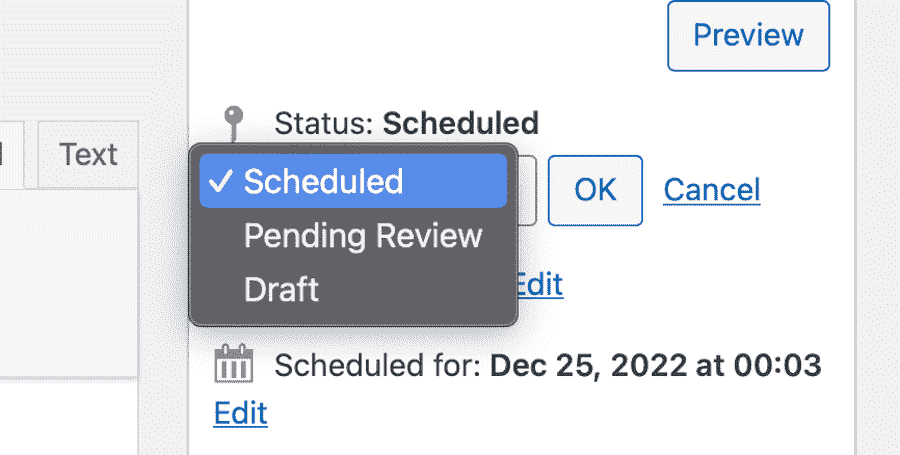 Preview
Status: Scheduled
Text
Scheduled
OK
Cancel
Pending Review
Draft
Edit
Scheduled for: Dec 25, 2022 at 00:03
Edit